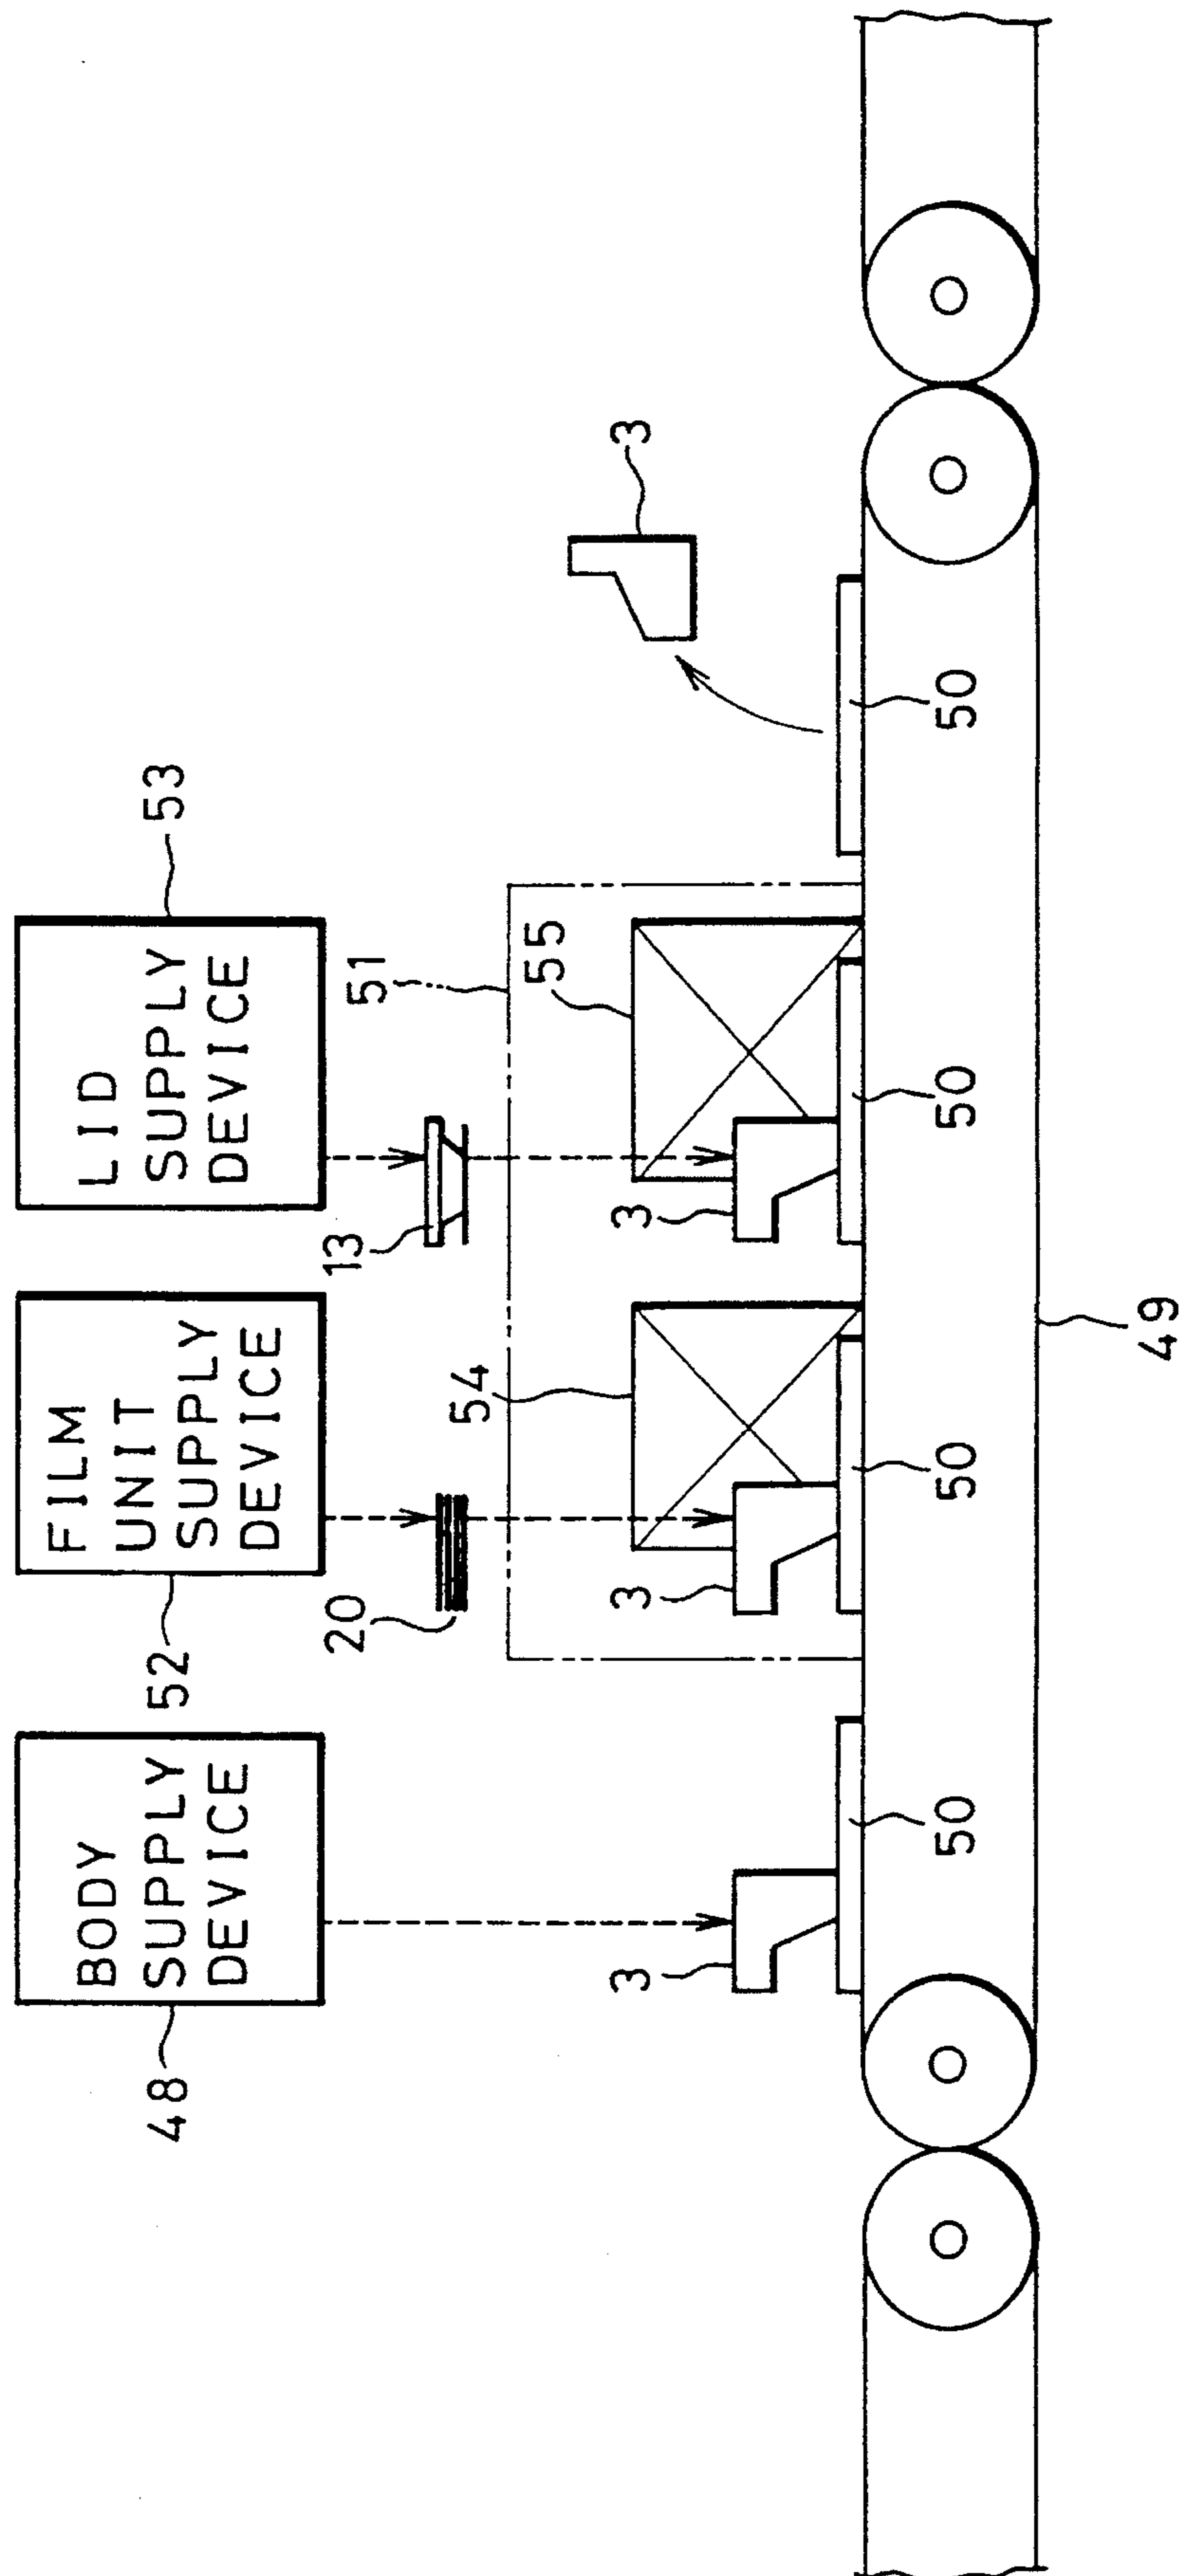 BODY
SUPPLY
DEVICE
48
FILM
UNIT
SUPPLY
DEVICE
52
LID
SUPPLY
DEVICE
53
20
13
51
54
55
3
3
3
3
50
50
50
50
49